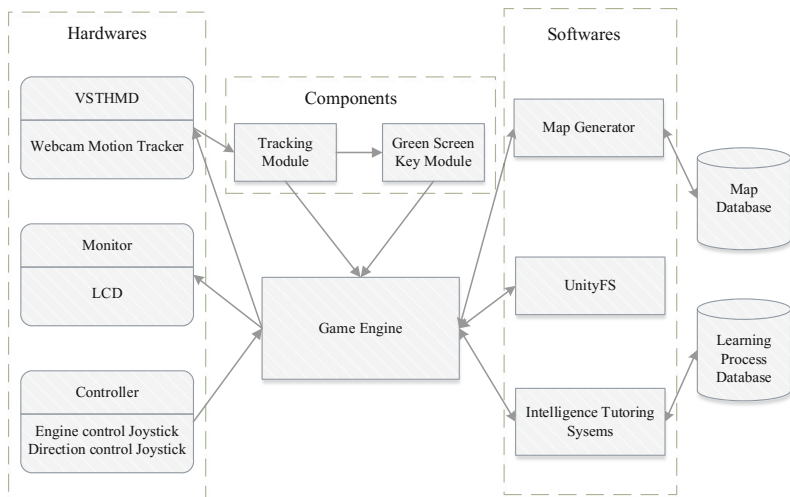 Hardwares
VSTHMD
Webcam Motion Tracker
Monitor
LCD
Controller
Engine control Joystick
Direction control Joystick
Components
Tracking
Module
Green Screen
Key Module
Game Engine
Softwares
Map Generator
UnityFS
Intelligence Tutoring
Sysems
Map
Database
Learning
Process
Database